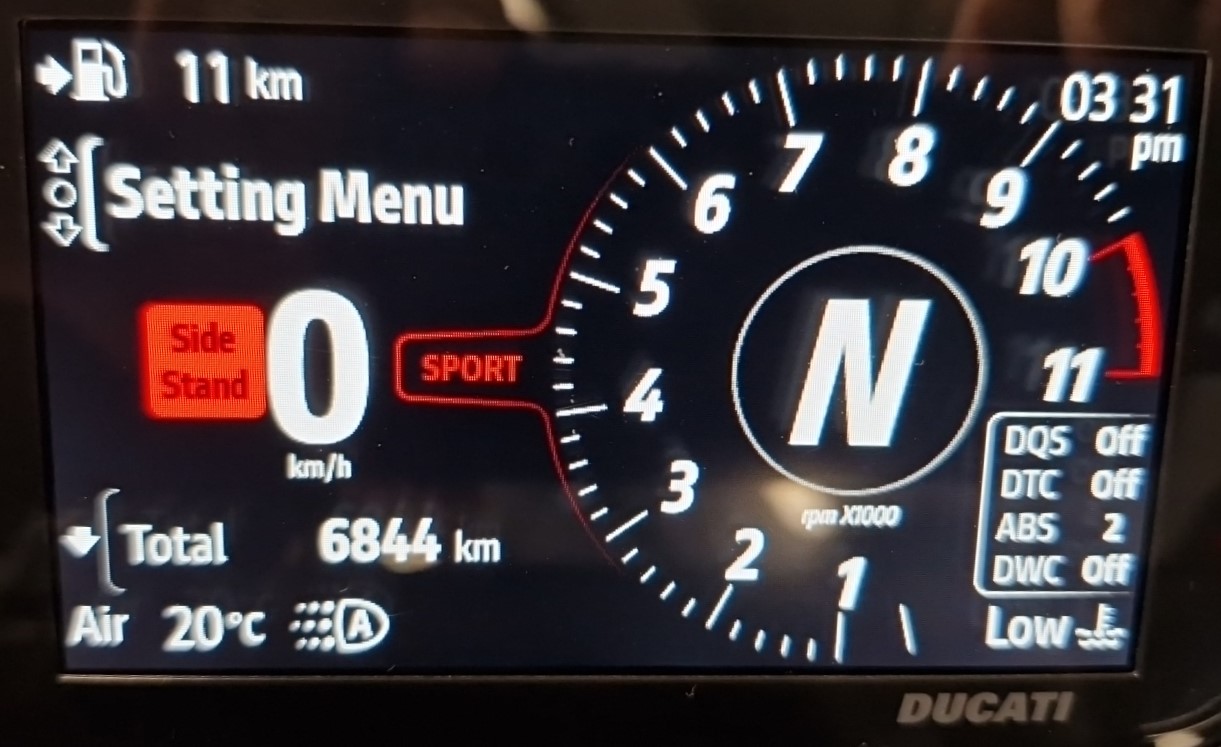 11 km
03 31
pm
Setting Menu
7
8
6
9
5
10
Side
Stand
0
km/h
SPORT
N
4
11
3
rpm X1000
2
1
DQS Off
DTC Off
ABS 2
DWC Off
Total 6844 km
Air 20°C A
Low
DUCATI